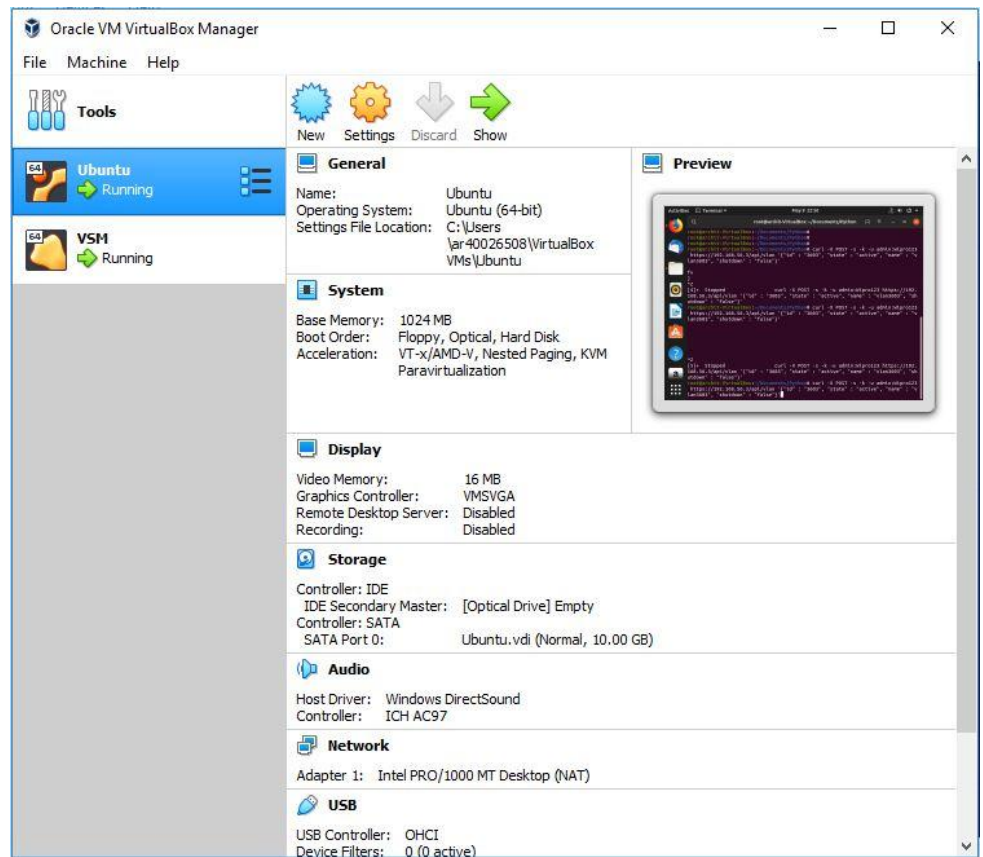 Oracle VM VirtualBox Manager
File Machine Help
Tools
New Settings Discard Show
64
Ubuntu
Running
64
VSM
Running
General
Name: Ubuntu
Operating System: Ubuntu (64-bit)
Settings File Location: C:\Users
\ar40026508\VirtualBox
VMs\Ubuntu
Preview
System
Base Memory: 1024 MB
Boot Order: Floppy, Optical, Hard Disk
Acceleration: VT-x/AMD-V, Nested Paging, KVM
Paravirtualization
Display
Video Memory: 16 MB
Graphics Controller: VMSVGA
Remote Desktop Server: Disabled
Recording: Disabled
Storage
Controller: IDE
IDE Secondary Master: [Optical Drive] Empty
Controller: SATA
SATA Port 0: Ubuntu.vdi (Normal, 10.00 GB)
Audio
Host Driver: Windows DirectSound
Controller: ICH AC97
Network
Adapter 1: Intel PRO/1000 MT Desktop (NAT)
USB
USB Controller: OHCI
Device Filters: 0 (0 active)